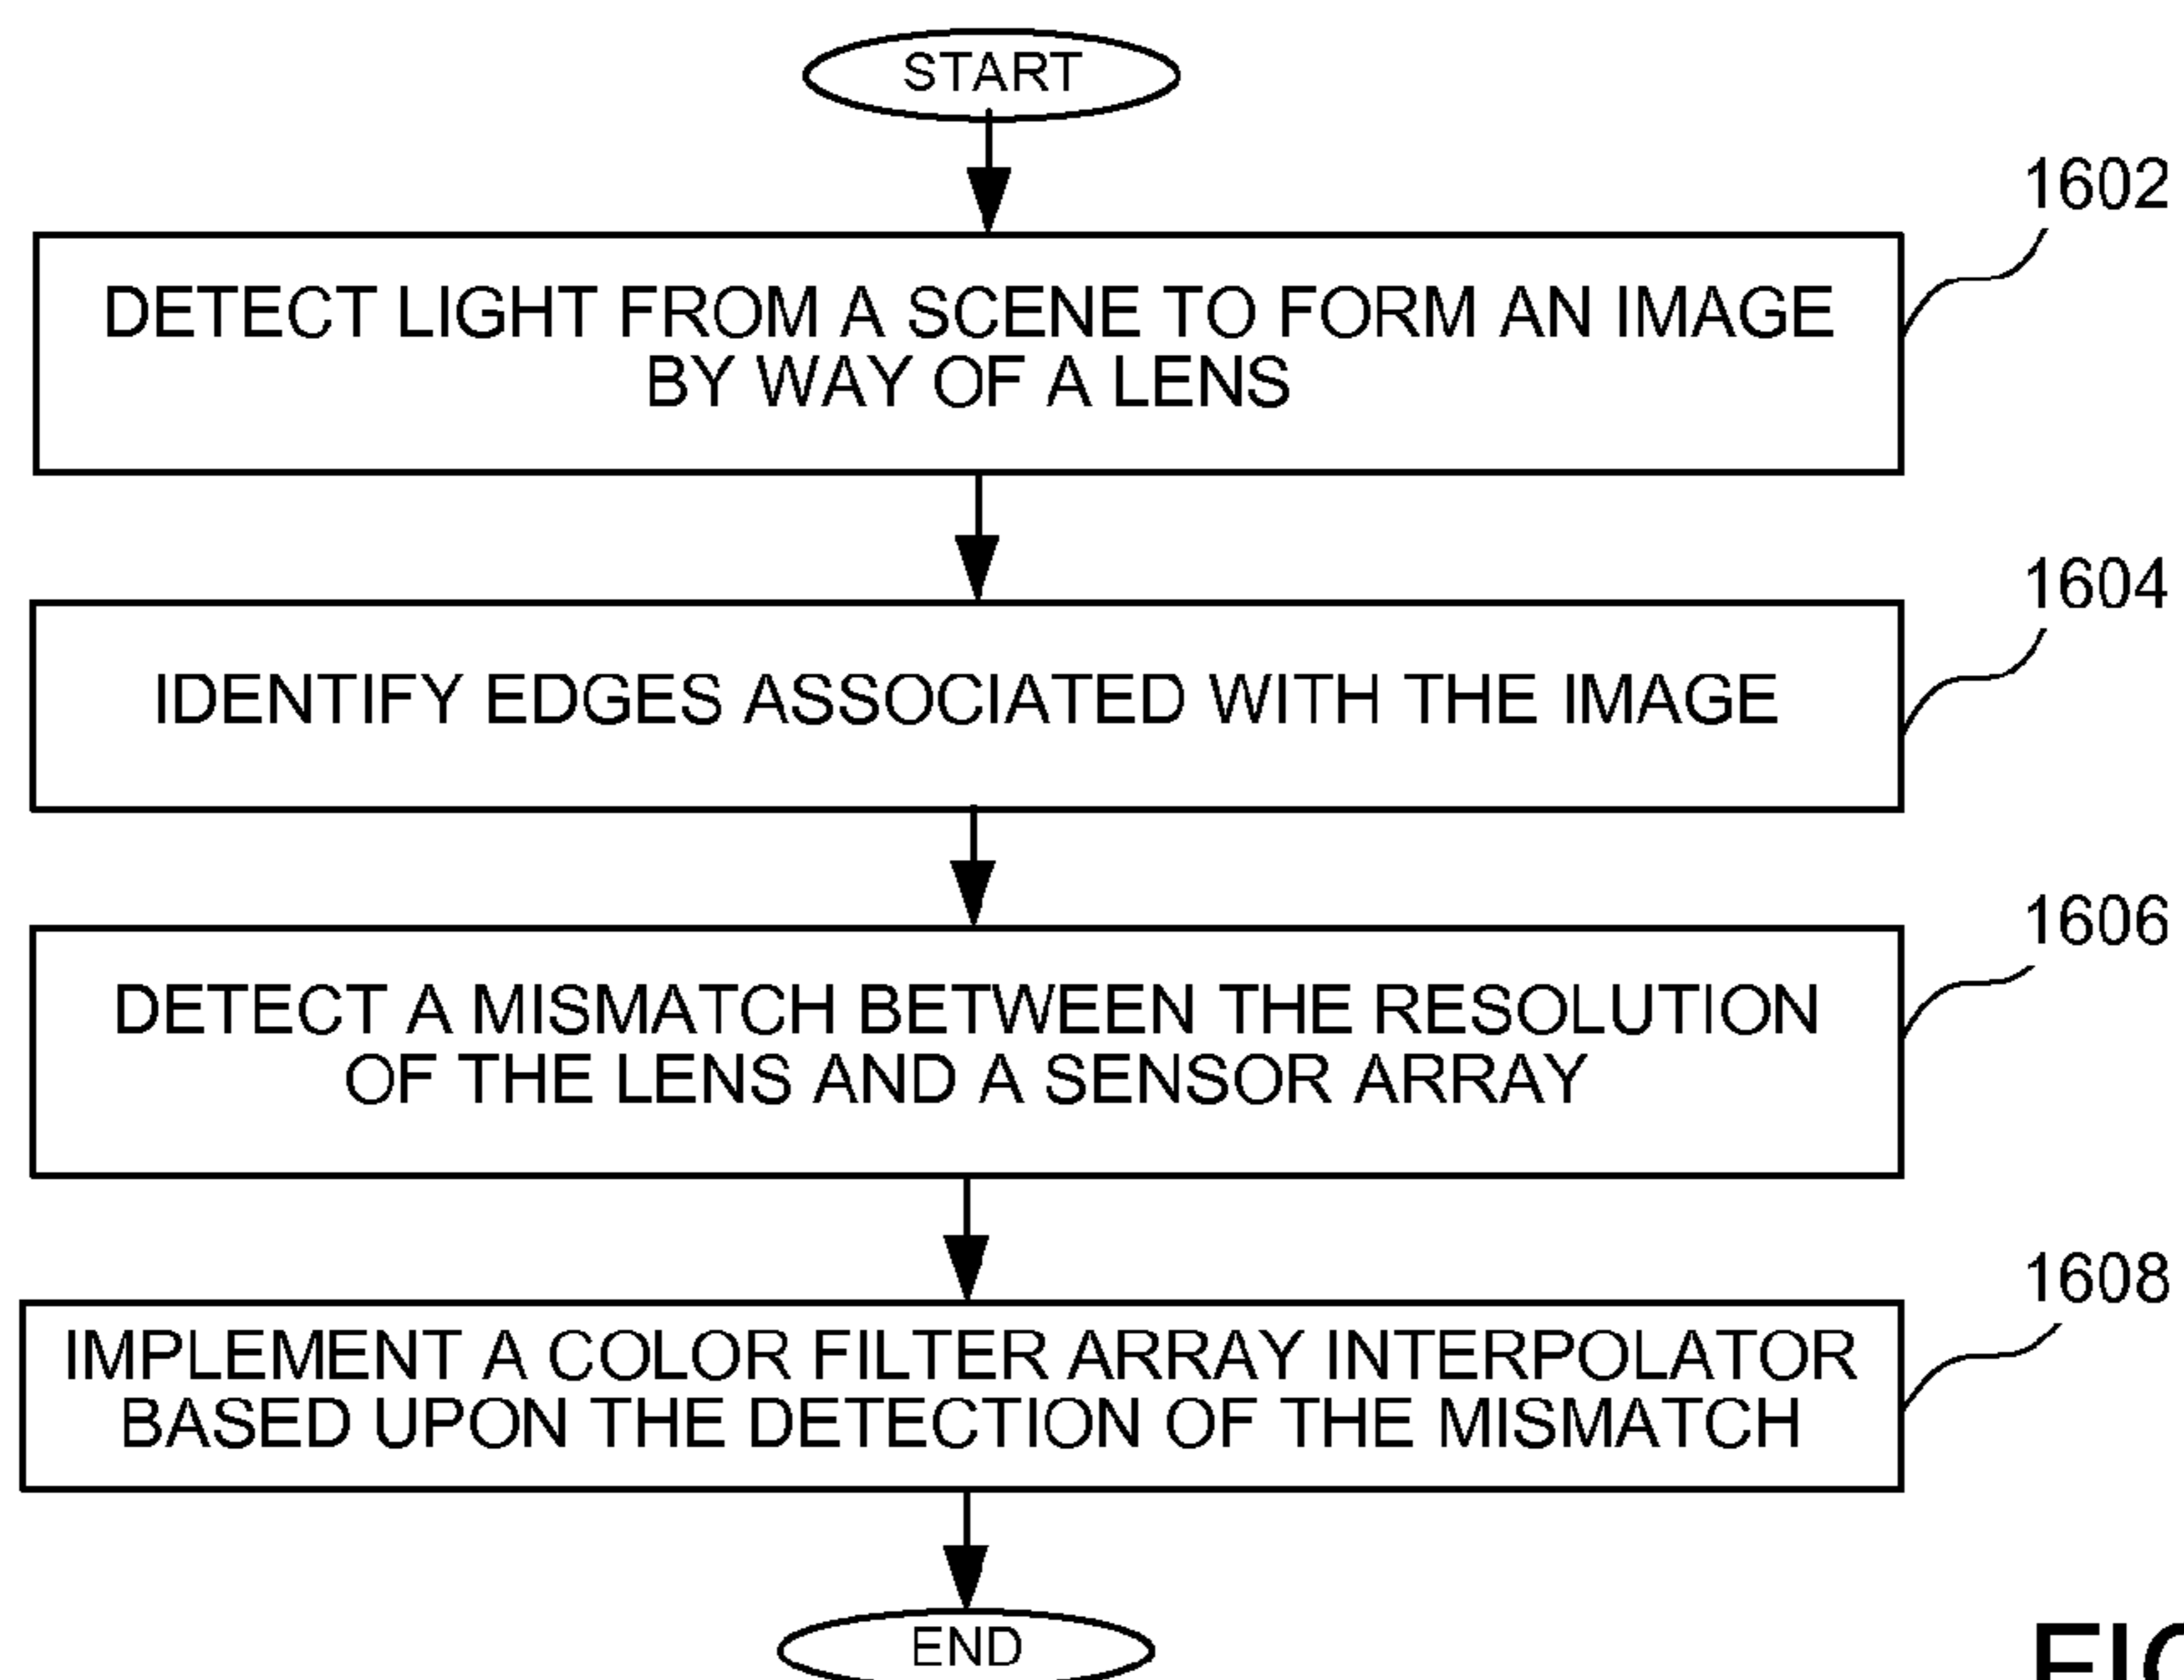 START
1602
DETECT LIGHT FROM A SCENE TO FORM AN IMAGE
BY WAY OF A LENS
1604
IDENTIFY EDGES ASSOCIATED WITH THE IMAGE
1606
DETECT A MISMATCH BETWEEN THE RESOLUTION
OF THE LENS AND A SENSOR ARRAY
1608
IMPLEMENT A COLOR FILTER ARRAY INTERPOLATOR
BASED UPON THE DETECTION OF THE MISMATCH
END